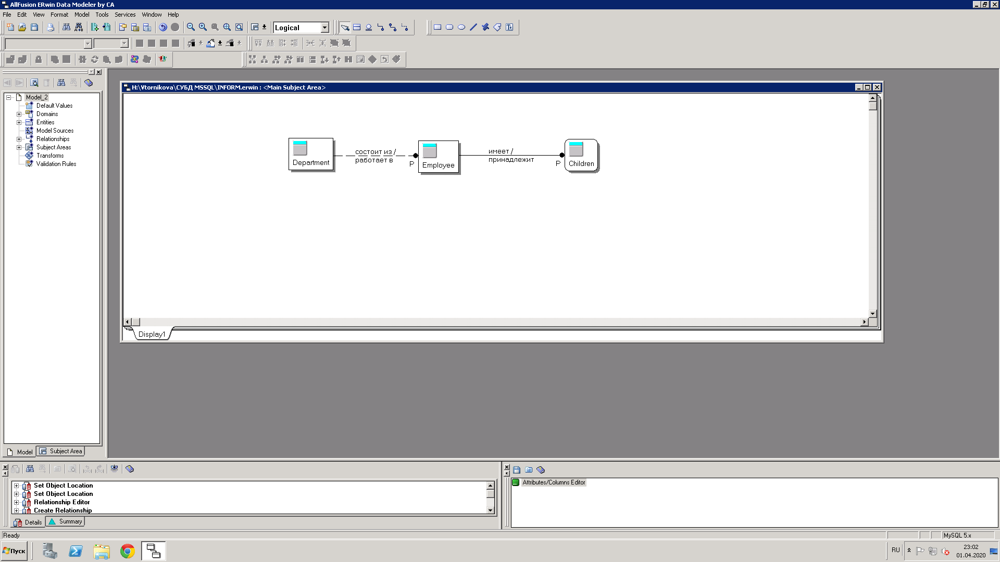 AllFusion ERwin Data Modeler by CA
File Edit View Format Model Tools Services Window Help
Logical
H:\Vtornikova\СУБД MSSQL\INFORM.erwin : <Main Subject Area>
Model_2
Default Values
Domains
Entities
Model Sources
Relationships
Subject Areas
Transforms
Validation Rules
Department
состоит из /
работает в
P
Employee
имеет /
принадлежит
P
Children
Display1
Model
Subject Area
Set Object Location
Set Object Location
Relationship Editor
Create Relationship
Details
Summary
Attributes/Columns Editor
Ready
MySQL 5.x
Пуск
RU
23:02
01.04.2020